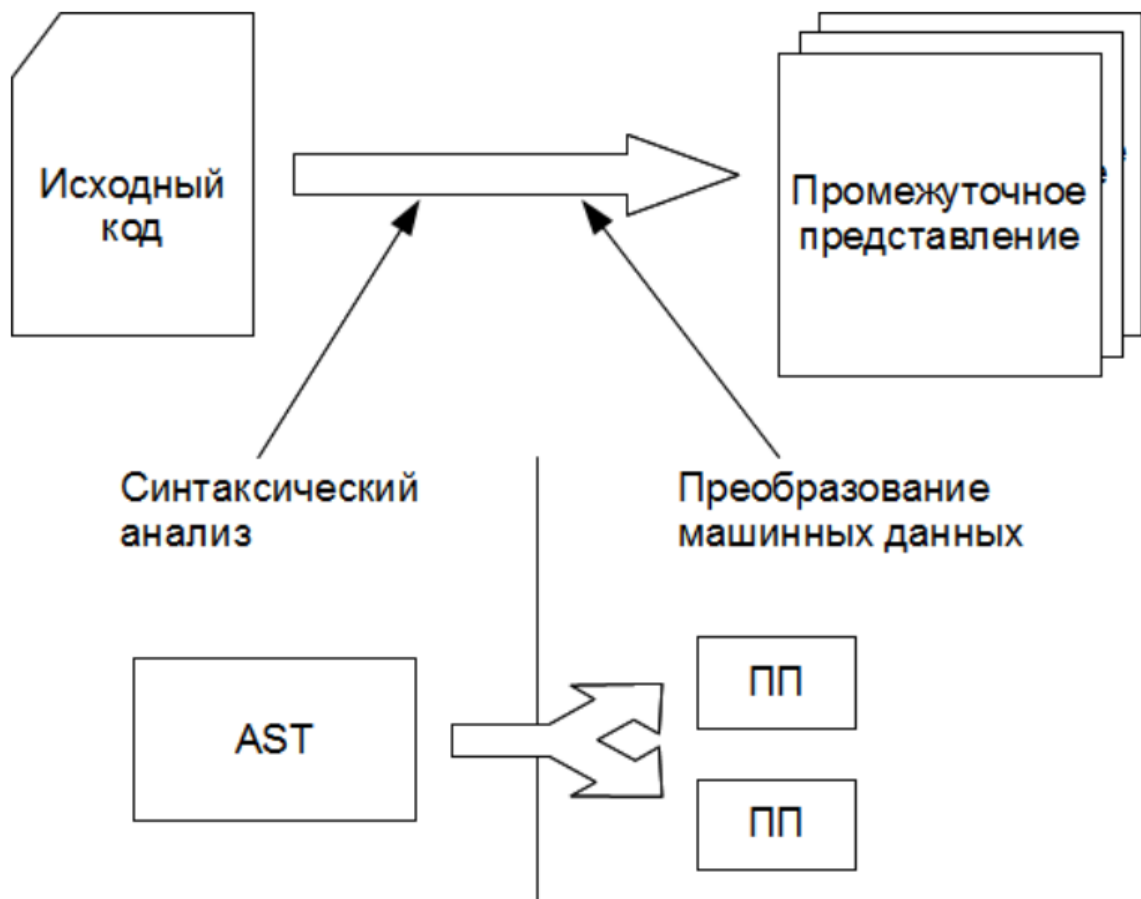 Исходный
код
Промежуточное
представление
Синтаксический
анализ
Преобразование
машинных данных
AST
ПП
ПП